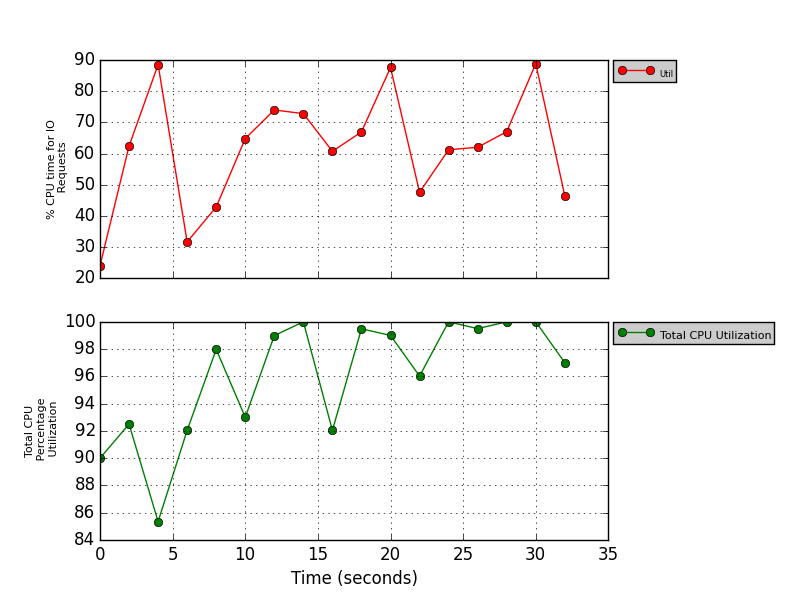 90
80
70
60
50
40
30
20
% CPU time for IO
Requests
Util
100
98
96
94
92
90
88
86
84
Total CPU
Percentage
Utilization
Total CPU Utilization
0 5 10 15 20 25 30 35
Time (seconds)